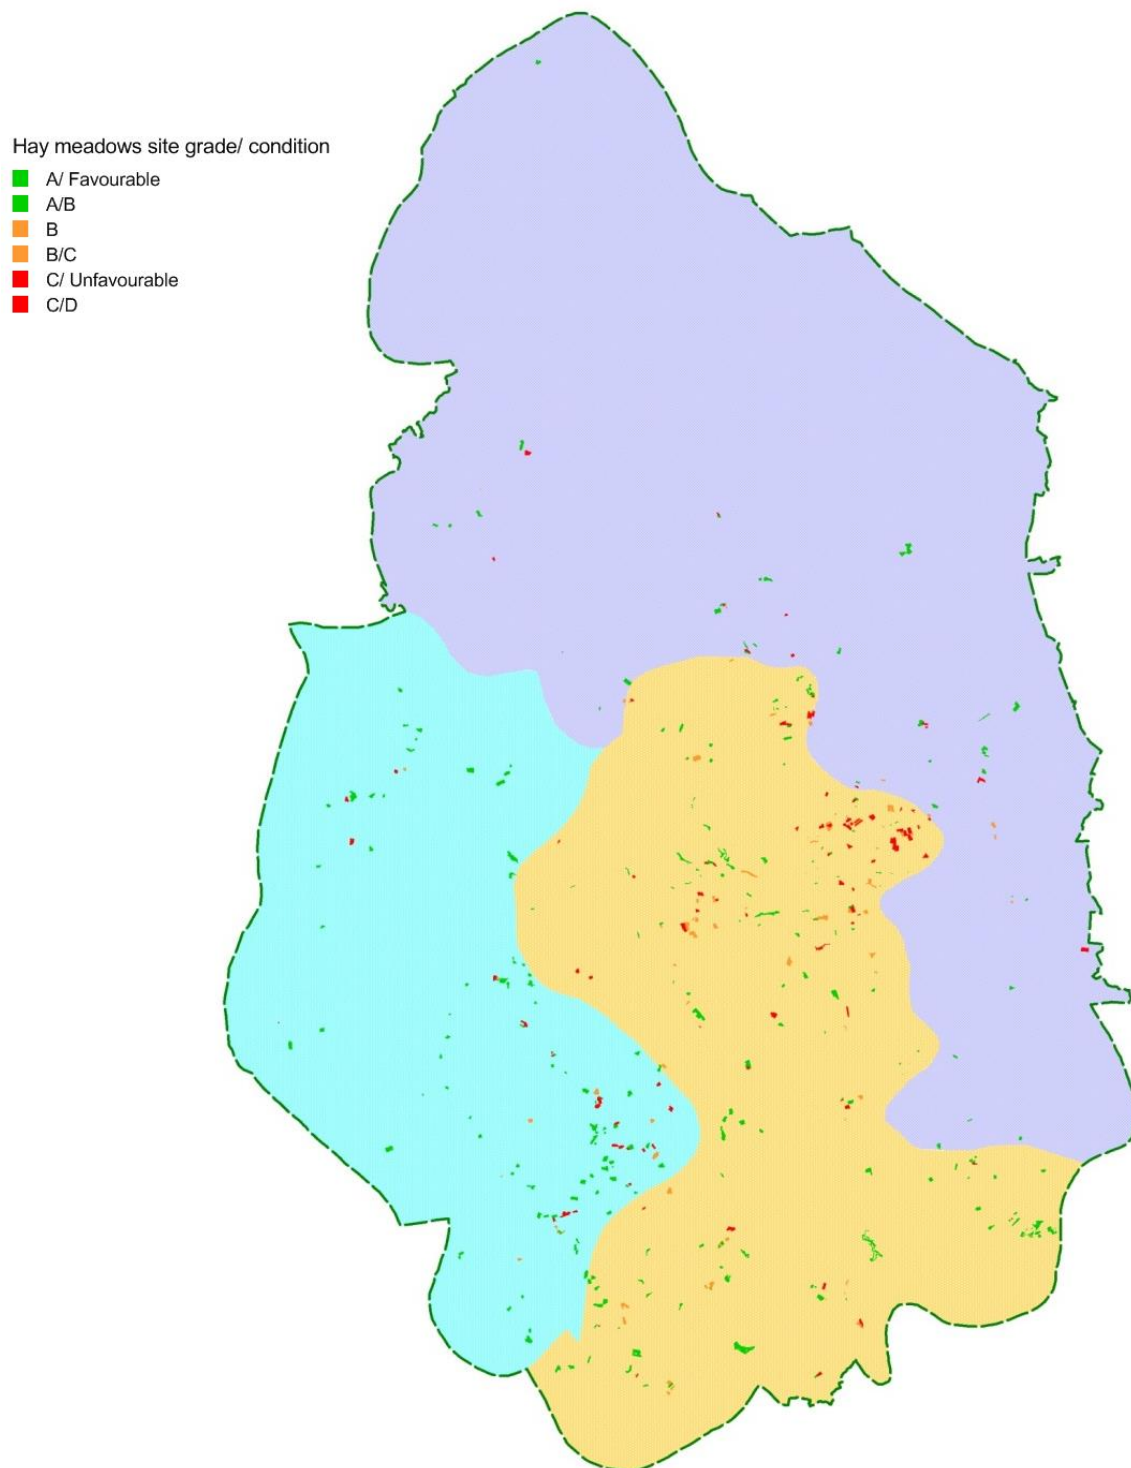 Hay meadows site grade/ condition
A/ Favourable
A/B
B
B/C
C/ Unfavourable
C/D